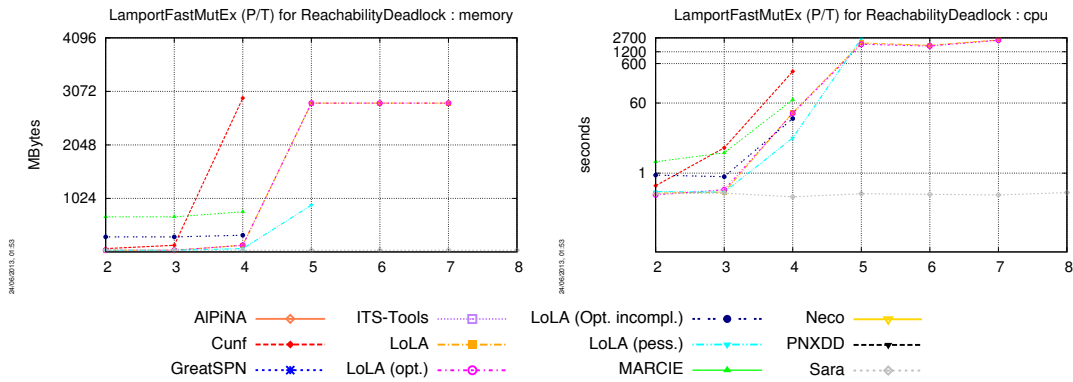 LamportFastMutEx (P/T) for ReachabilityDeadlock : memory
4096
3072
2048
1024
MBytes
2 3 4 5 6 7 8
24/06/2013, 01:53
LamportFastMutEx (P/T) for ReachabilityDeadlock : cpu
2700
1200
600
60
1
seconds
2 3 4 5 6 7 8
24/06/2013, 01:53
AlPiNA
Cunf
GreatSPN
ITS-Tools
LoLA
LoLA (opt.)
LoLA (Opt. incompl.)
LoLA (pess.)
MARCIE
Neco
PNXDD
Sara